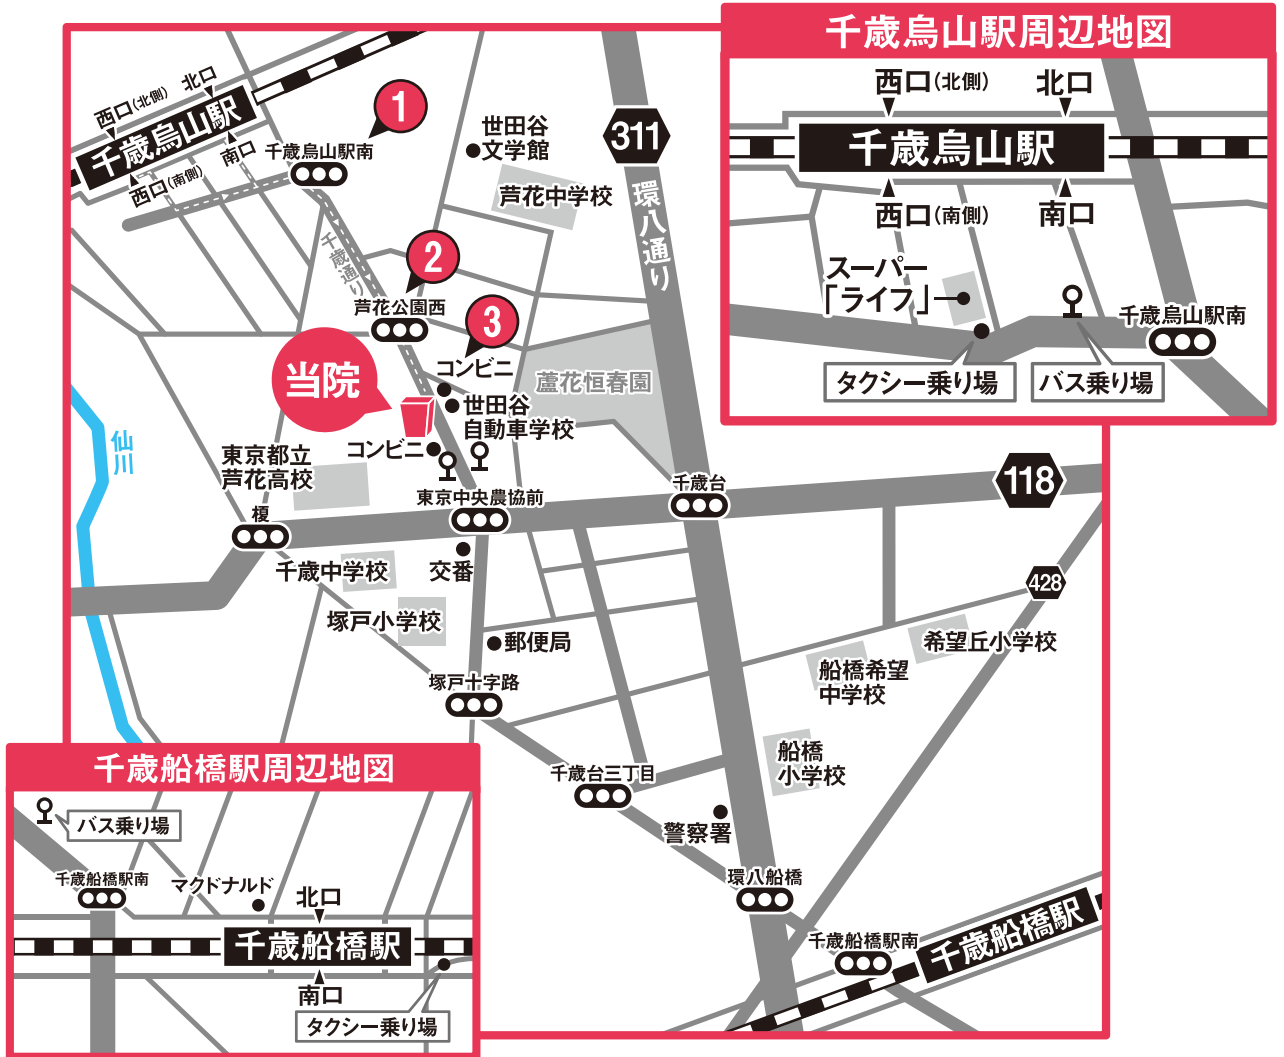 千歳烏山駅周辺地図
西口(北側)
北口
千歳烏山駅
西口(南側)
南口
スーパー
「ライフ」
千歳烏山駅南
タクシー乗り場
バス乗り場
北口
西口(北側)
千歳烏山駅
南口
西口(南側)
千歳烏山駅南
1
世田谷
文学館
311
芦花中学校
環八通り
千歳通り
2
芦花公園西
3
コンビニ
当院
蘆花恒春園
世田谷
自動車学校
コンビニ
仙川
東京都立
芦花高校
東京中央農協前
千歳台
118
榎
千歳中学校
交番
428
塚戸小学校
郵便局
希望丘小学校
船橋希望
中学校
塚戸十字路
船橋
小学校
千歳台三丁目
警察署
環八船橋
千歳船橋駅南
千歳船橋駅
千歳船橋駅周辺地図
バス乗り場
千歳船橋駅南
マクドナルド
北口
千歳船橋駅
南口
タクシー乗り場